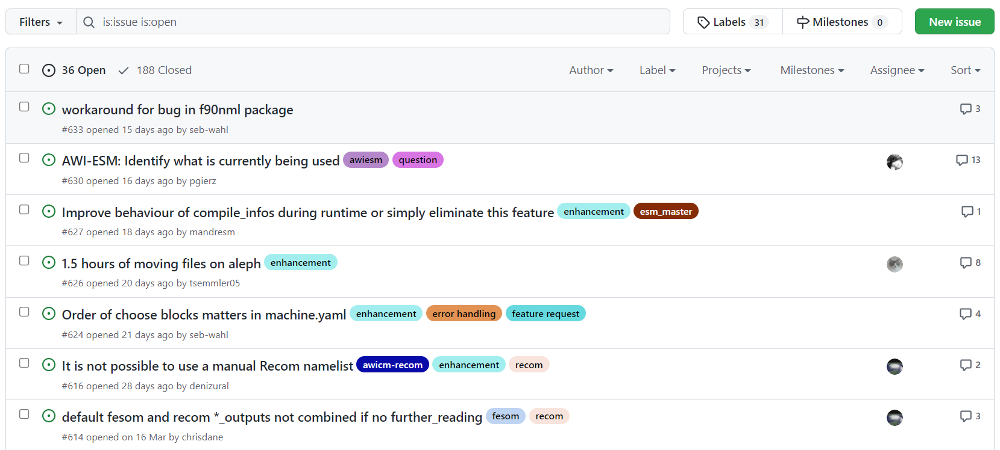 Filters is:issue is:open Labels 31 Milestones 0 New issue
36 Open 188 Closed Author Label Projects Milestones Assignee Sort
workaround for bug in f90nml package 3
#633 opened 15 days ago by seb-wahl
AWI-ESM: Identify what is currently being used awiesm question 13
#630 opened 16 days ago by pgierz
Improve behaviour of compile_infos during runtime or simply eliminate this feature enhancement esm_master 1
#627 opened 18 days ago by mandresm
1.5 hours of moving files on aleph enhancement 8
#626 opened 20 days ago by tsemmler05
Order of choose blocks matters in machine.yaml enhancement error handling feature request 4
#624 opened 21 days ago by seb-wahl
It is not possible to use a manual Recom namelist awicm-recom enhancement recom 2
#616 opened 28 days ago by denizural
default fesom and recom *_outputs not combined if no further_reading fesom recom 3
#614 opened on 16 Mar by chrisdane